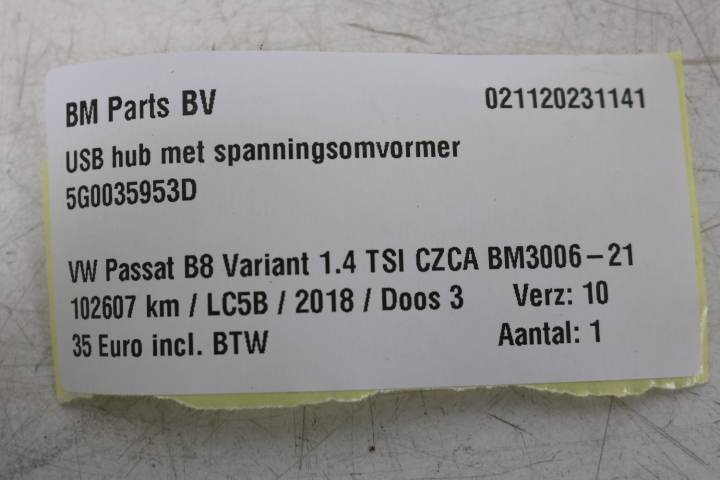 BM Parts BV 021120231141
USB hub met spanningsomvormer
5G0035953D
VW Passat B8 Variant 1.4 TSI CZCA BM3006-21
102607 km / LC5B / 2018 / Doos 3 Verz: 10
35 Euro incl. BTW Aantal: 1